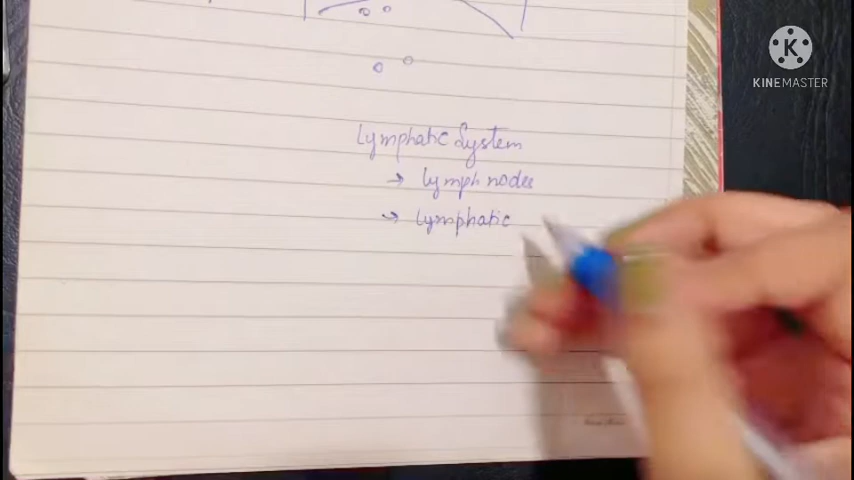 KINEMASTER
Lymphatic System
→ Lymph nodes
→ Lymphatic